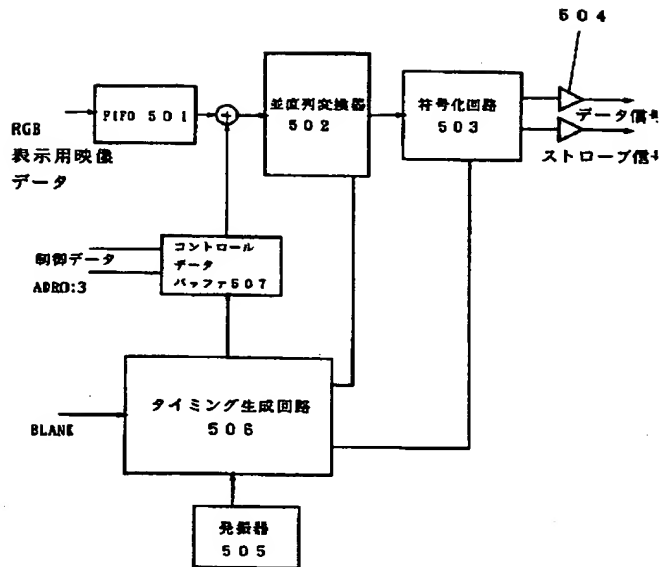 504
FIFO 501
並直列変換器
502
符号化回路
503
データ信号
ストローブ信号
RGB
表示用映像
データ
制御データ
ADR0:3
コントロール
データ
バッファ507
タイミング生成回路
506
BLANK
発振器
505